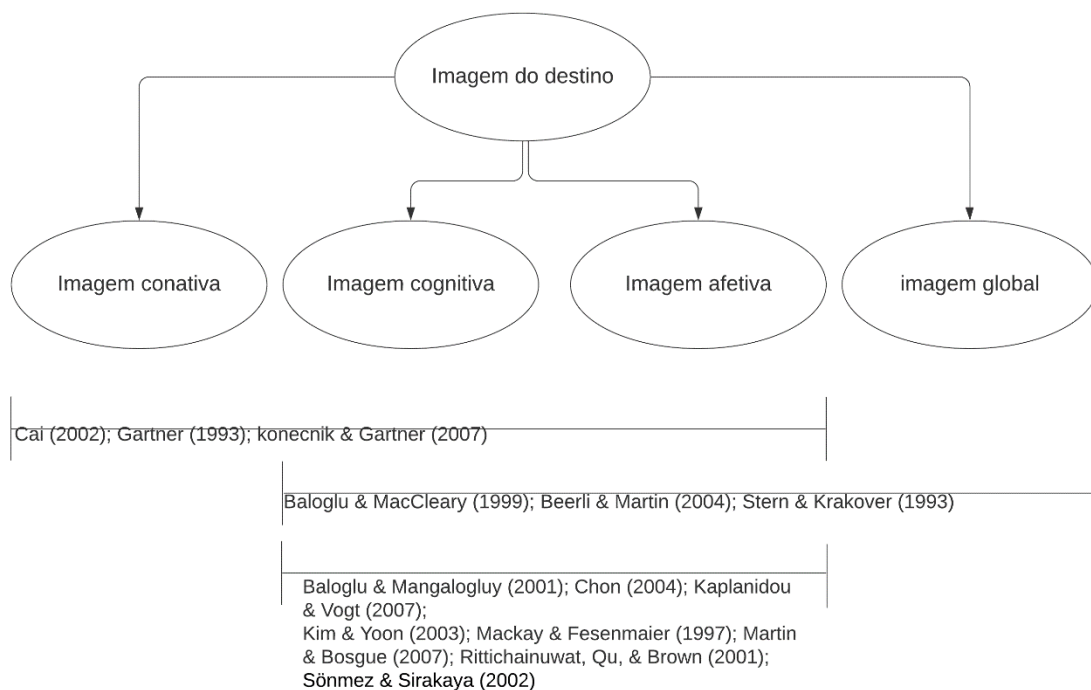 Imagem do destino
Imagem conativa
Imagem cognitiva
Imagem afetiva
imagem global
Cai (2002); Gartner (1993); konecnik & Gartner (2007)
Baloglu & MacCleary (1999); Beerli & Martin (2004); Stern & Krakover (1993)
Baloglu & Mangalogluy (2001); Chon (2004); Kaplanidou
& Vogt (2007);
Kim & Yoon (2003); Mackay & Fesenmaier (1997); Martin
& Bosgue (2007); Rittichainuwat, Qu, & Brown (2001);
Sönmez & Sirakaya (2002)